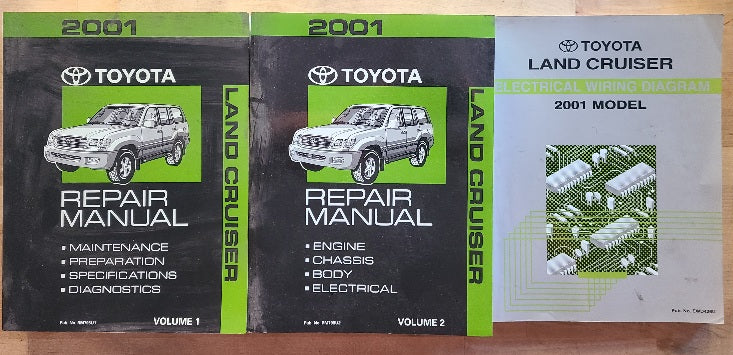 2001
TOYOTA
LAND CRUISER
REPAIR
MANUAL
▪ MAINTENANCE
▪ PREPARATION
▪ SPECIFICATIONS
▪ DIAGNOSTICS
VOLUME 1
2001
TOYOTA
LAND CRUISER
REPAIR
MANUAL
▪ ENGINE
▪ CHASSIS
▪ BODY
▪ ELECTRICAL
VOLUME 2
TOYOTA
LAND CRUISER
ELECTRICAL WIRING DIAGRAM
2001 MODEL